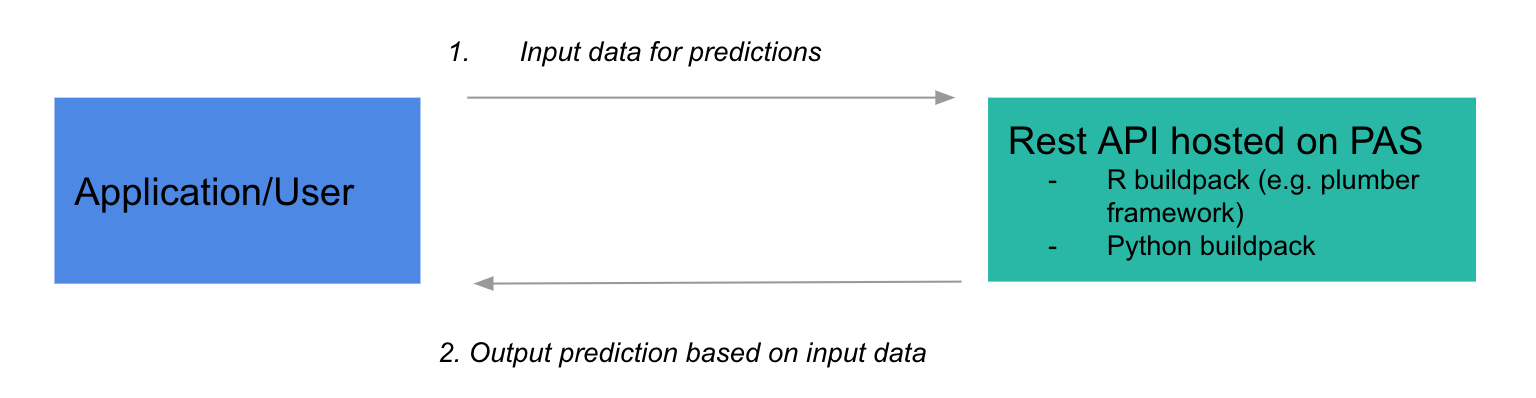 1. Input data for predictions
Application/User
Rest API hosted on PAS
- R buildpack (e.g. plumber
framework)
- Python buildpack
2. Output prediction based on input data